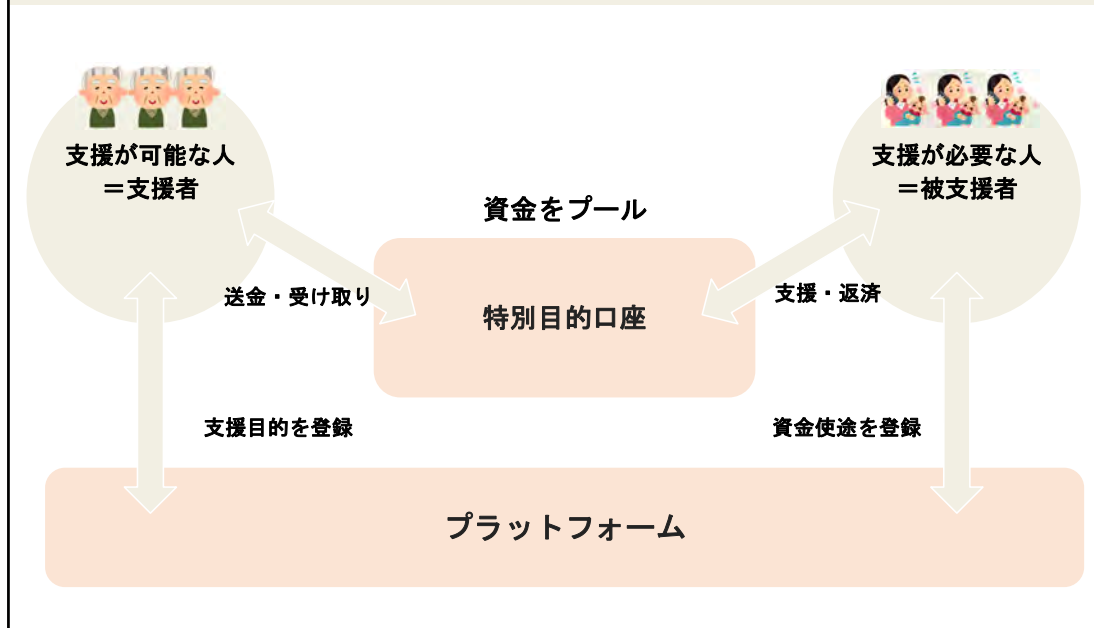 支援が可能な人
＝支援者
支援が必要な人
＝被支援者
資金をプール
送金・受け取り
特別目的口座
支援・返済
支援目的を登録
資金使途を登録
プラットフォーム